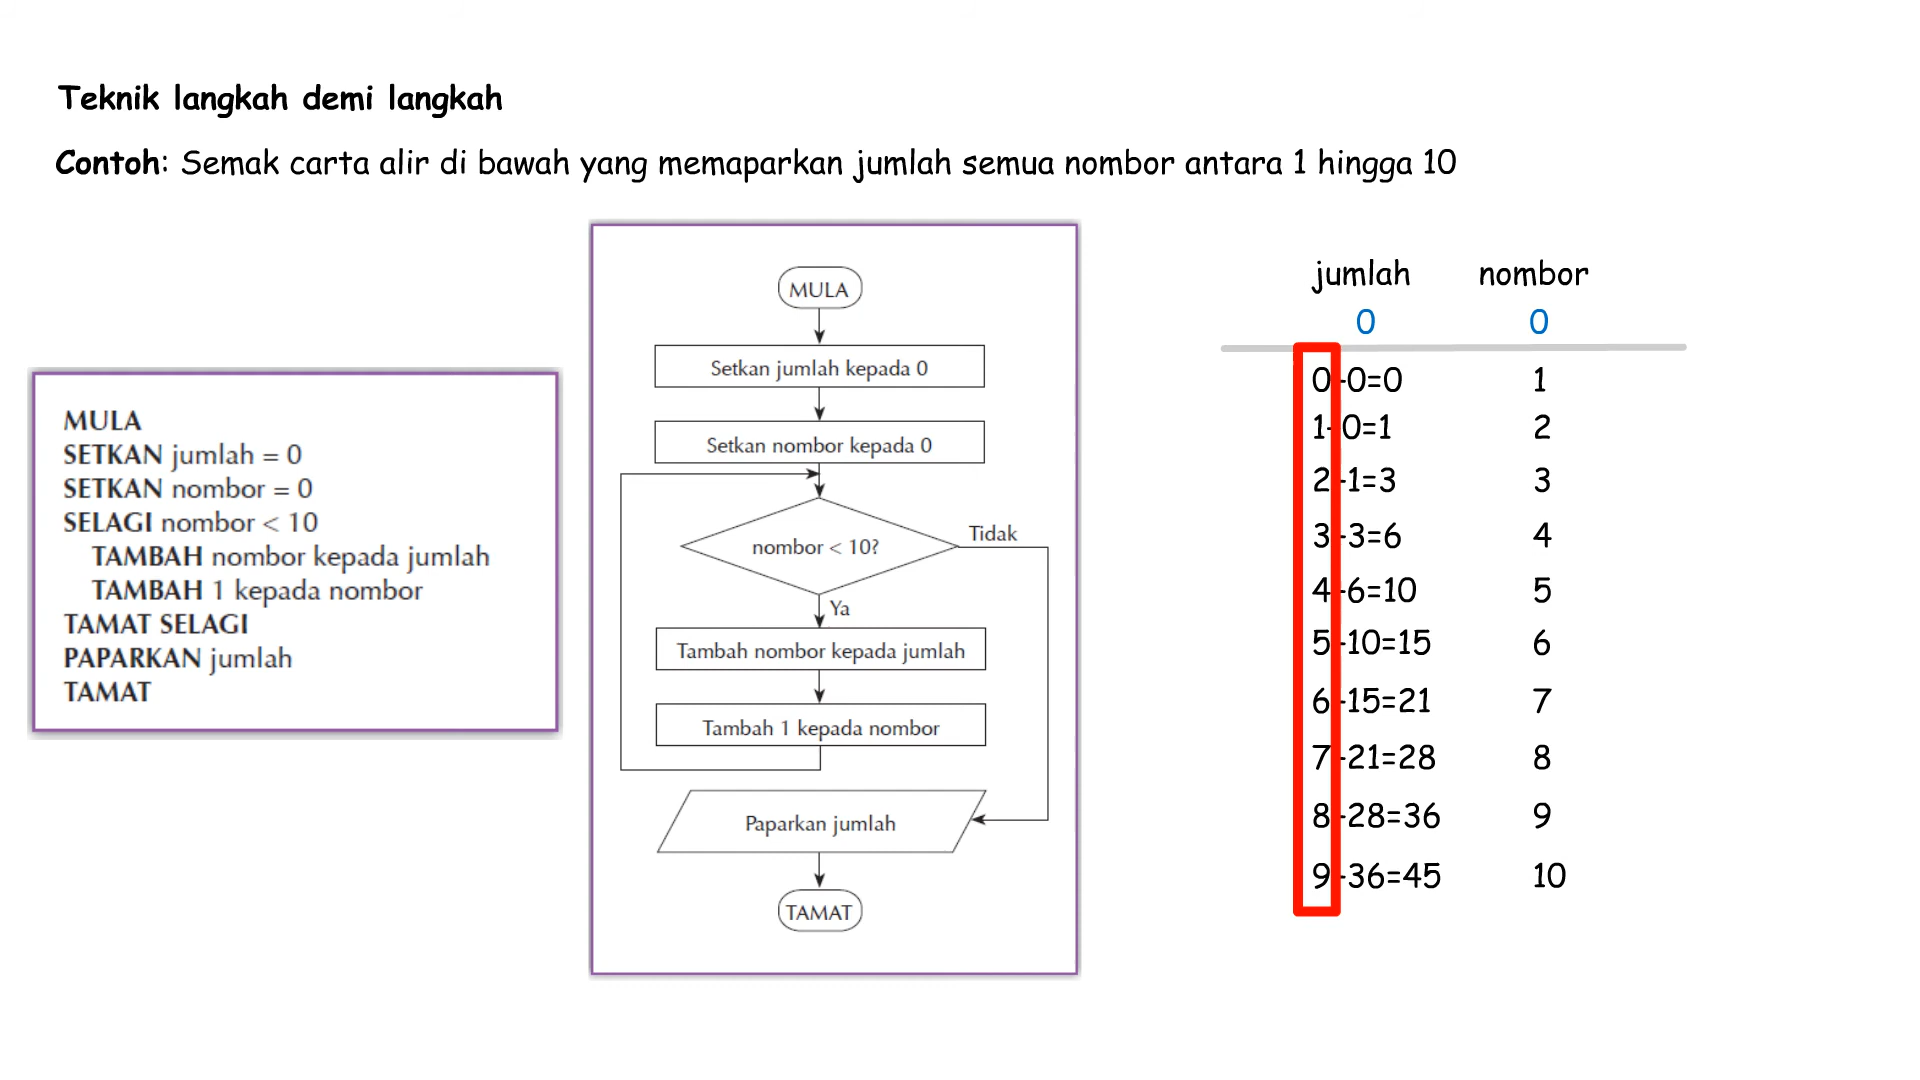 Teknik langkah demi langkah
Contoh: Semak carta alir di bawah yang memaparkan jumlah semua nombor antara 1 hingga 10
MULA
SETKAN jumlah = 0
SETKAN nombor = 0
SELAGI nombor < 10
TAMBAH nombor kepada jumlah
TAMBAH 1 kepada nombor
TAMAT SELAGI
PAPARKAN jumlah
TAMAT
MULA
Setkan jumlah kepada 0
Setkan nombor kepada 0
nombor < 10?
Tidak
Ya
Tambah nombor kepada jumlah
Tambah 1 kepada nombor
Paparkan jumlah
TAMAT
jumlah nombor
0 0
0+0=0 1
1+0=1 2
2+1=3 3
3+3=6 4
4+6=10 5
5+10=15 6
6+15=21 7
7+21=28 8
8+28=36 9
9+36=45 10